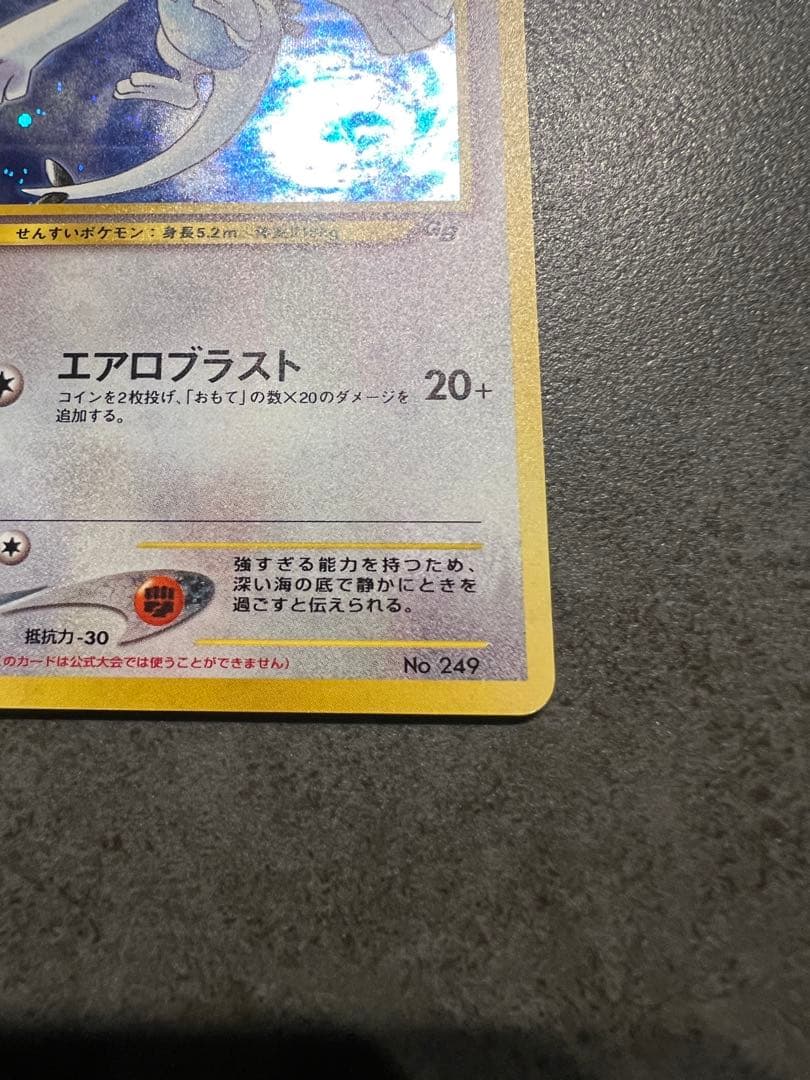 せんすいポケモン：身長5.2m
GB
エアロブラスト
20+
コインを2枚投げ、「おもて」の数×20のダメージを
追加する。
強すぎる能力を持つため、
深い海の底で静かにときを
過ごすと伝えられる。
抵抗力-30
のカードは公式大会では使うことができません）
No 249